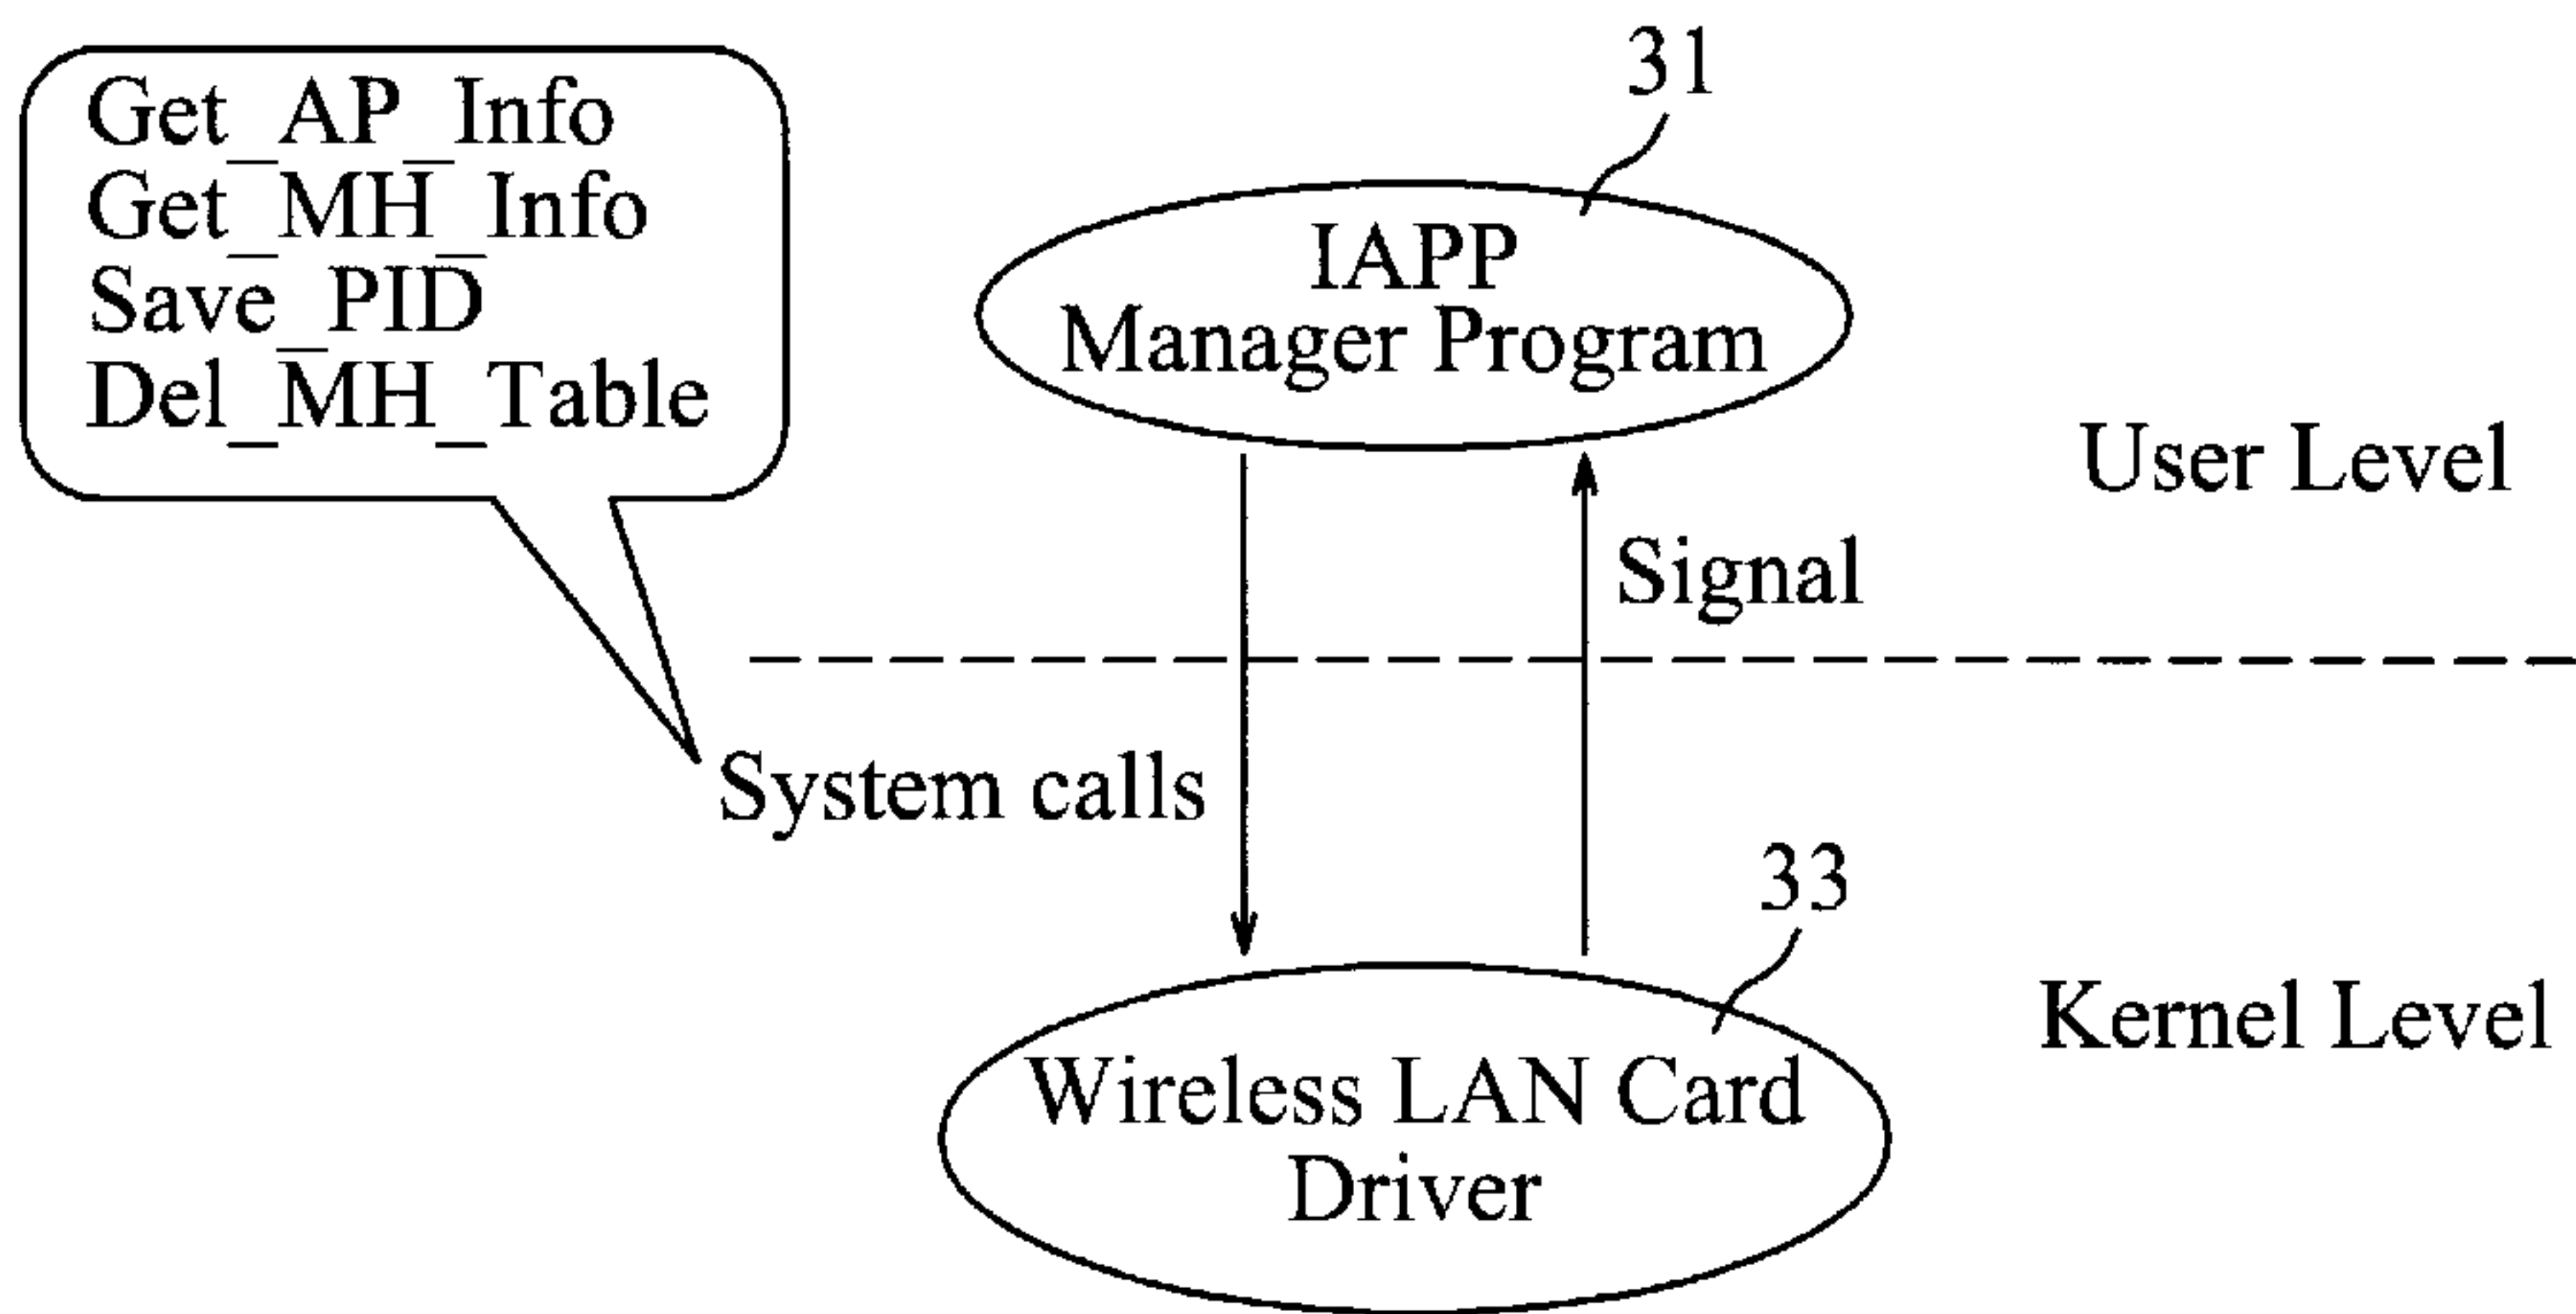 Get_AP_Info
Get_MH_Info
Save_PID
Del_MH_Table
31
IAPP
Manager Program
User Level
Signal
System calls
33
Wireless LAN Card
Driver
Kernel Level